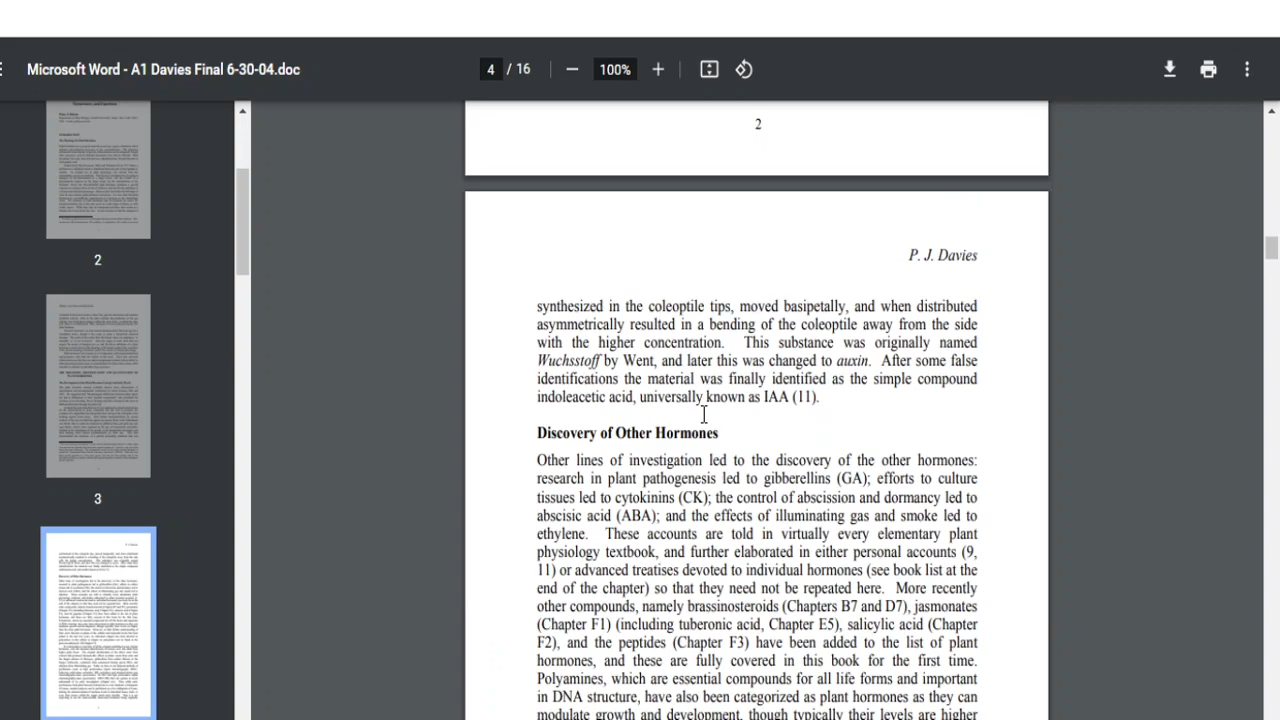 Microsoft Word - A1 Davies Final 6-30-04.doc
4 / 16
100%
2
3
2
P. J. Davies
synthesized in the coleoptile tips, moved basipetally, and when distributed
asymmetrically resulted in a bending of the coleoptile away from the side
with the higher concentration. This substance was originally named
Wuchsstoff by Went, and later this was changed to auxin. After some false
identifications the material was finally identified as the simple compound
indoleacetic acid, universally known as IAA (11).
Discovery of Other Hormones
Other lines of investigation led to the discovery of the other hormones:
research in plant pathogenesis led to gibberellins (GA); efforts to culture
tissues led to cytokinins (CK); the control of abscission and dormancy led to
abscisic acid (ABA); and the effects of illuminating gas and smoke led to
ethylene. These accounts are told in virtually every elementary plant
physiology textbook, and further elaborated in either personal accounts (9,
11) or advanced treatises devoted to individual hormones (see book list at the
end of the chapter) so that they need not be repeated here. More recently
other compounds, namely brassinosteroids (Chapters B7 and D7), jasmonates
(Chapter F1) (including tuberonic acid, Chapter E5), salicylic acid (Chapter
F2), and the peptides (Chapter F3), were added to the list of plant
hormones, and these are fully covered in this book for the first time.
Polyamines, which are essential compounds for all life forms and important
in DNA structure, have also been categorized as plant hormones as they can
modulate growth and development, though typically their levels are higher